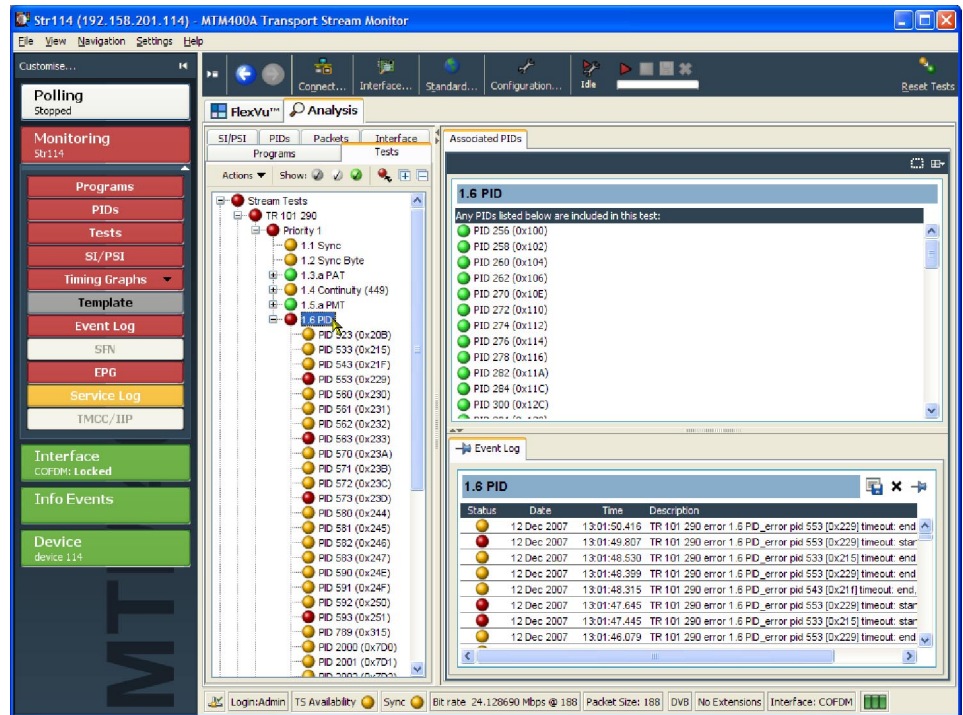 Str114 (192.158.201.114) - MTM400A Transport Stream Monitor
File View Navigation Settings Help
Customise...
Polling
Stopped
Monitoring
Str114
Programs
PIDs
Tests
SI/PSI
Timing Graphs
Template
Event Log
SFN
EPG
Service Log
TMCC/IIP
Interface
COFDM: Locked
Info Events
Device
device 114
Connect... Interface... Standard... Configuration... Idle Reset Tests
FlexVu™ Analysis
SI/PSI PIDs Packets Interface
Programs Tests
Actions Show:
Stream Tests
TR 101 290
Priority 1
1.1 Sync
1.2 Sync Byte
1.3.a PAT
1.4 Continuity (449)
1.5.a PMT
1.6 PID
PID 523 (0x20B)
PID 533 (0x215)
PID 543 (0x21F)
PID 553 (0x229)
PID 560 (0x230)
PID 561 (0x231)
PID 562 (0x232)
PID 563 (0x233)
PID 570 (0x23A)
PID 571 (0x23B)
PID 572 (0x23C)
PID 573 (0x23D)
PID 580 (0x244)
PID 581 (0x245)
PID 582 (0x246)
PID 583 (0x247)
PID 590 (0x24E)
PID 591 (0x24F)
PID 592 (0x250)
PID 593 (0x251)
PID 789 (0x315)
PID 2000 (0x7D0)
PID 2001 (0x7D1)
Associated PIDs
1.6 PID
Any PIDs listed below are included in this test:
PID 256 (0x100)
PID 258 (0x102)
PID 260 (0x104)
PID 262 (0x106)
PID 270 (0x10E)
PID 272 (0x110)
PID 274 (0x112)
PID 276 (0x114)
PID 278 (0x116)
PID 282 (0x11A)
PID 284 (0x11C)
PID 300 (0x12C)
Event Log
1.6 PID
Status Date Time Description
12 Dec 2007 13:01:50.416 TR 101 290 error 1.6 PID_error pid 553 [0x229] timeout: end
12 Dec 2007 13:01:49.807 TR 101 290 error 1.6 PID_error pid 553 [0x229] timeout: star
12 Dec 2007 13:01:48.530 TR 101 290 error 1.6 PID_error pid 533 [0x215] timeout: end
12 Dec 2007 13:01:48.399 TR 101 290 error 1.6 PID_error pid 553 [0x229] timeout: end
12 Dec 2007 13:01:48.315 TR 101 290 error 1.6 PID_error pid 543 [0x21f] timeout: end.
12 Dec 2007 13:01:47.645 TR 101 290 error 1.6 PID_error pid 553 [0x229] timeout: star
12 Dec 2007 13:01:47.445 TR 101 290 error 1.6 PID_error pid 533 [0x215] timeout: star
12 Dec 2007 13:01:46.079 TR 101 290 error 1.6 PID_error pid 553 [0x229] timeout: end
Login:Admin TS Availability Sync Bit rate 24.128690 Mbps @ 188 Packet Size: 188 DVB No Extensions Interface: COFDM